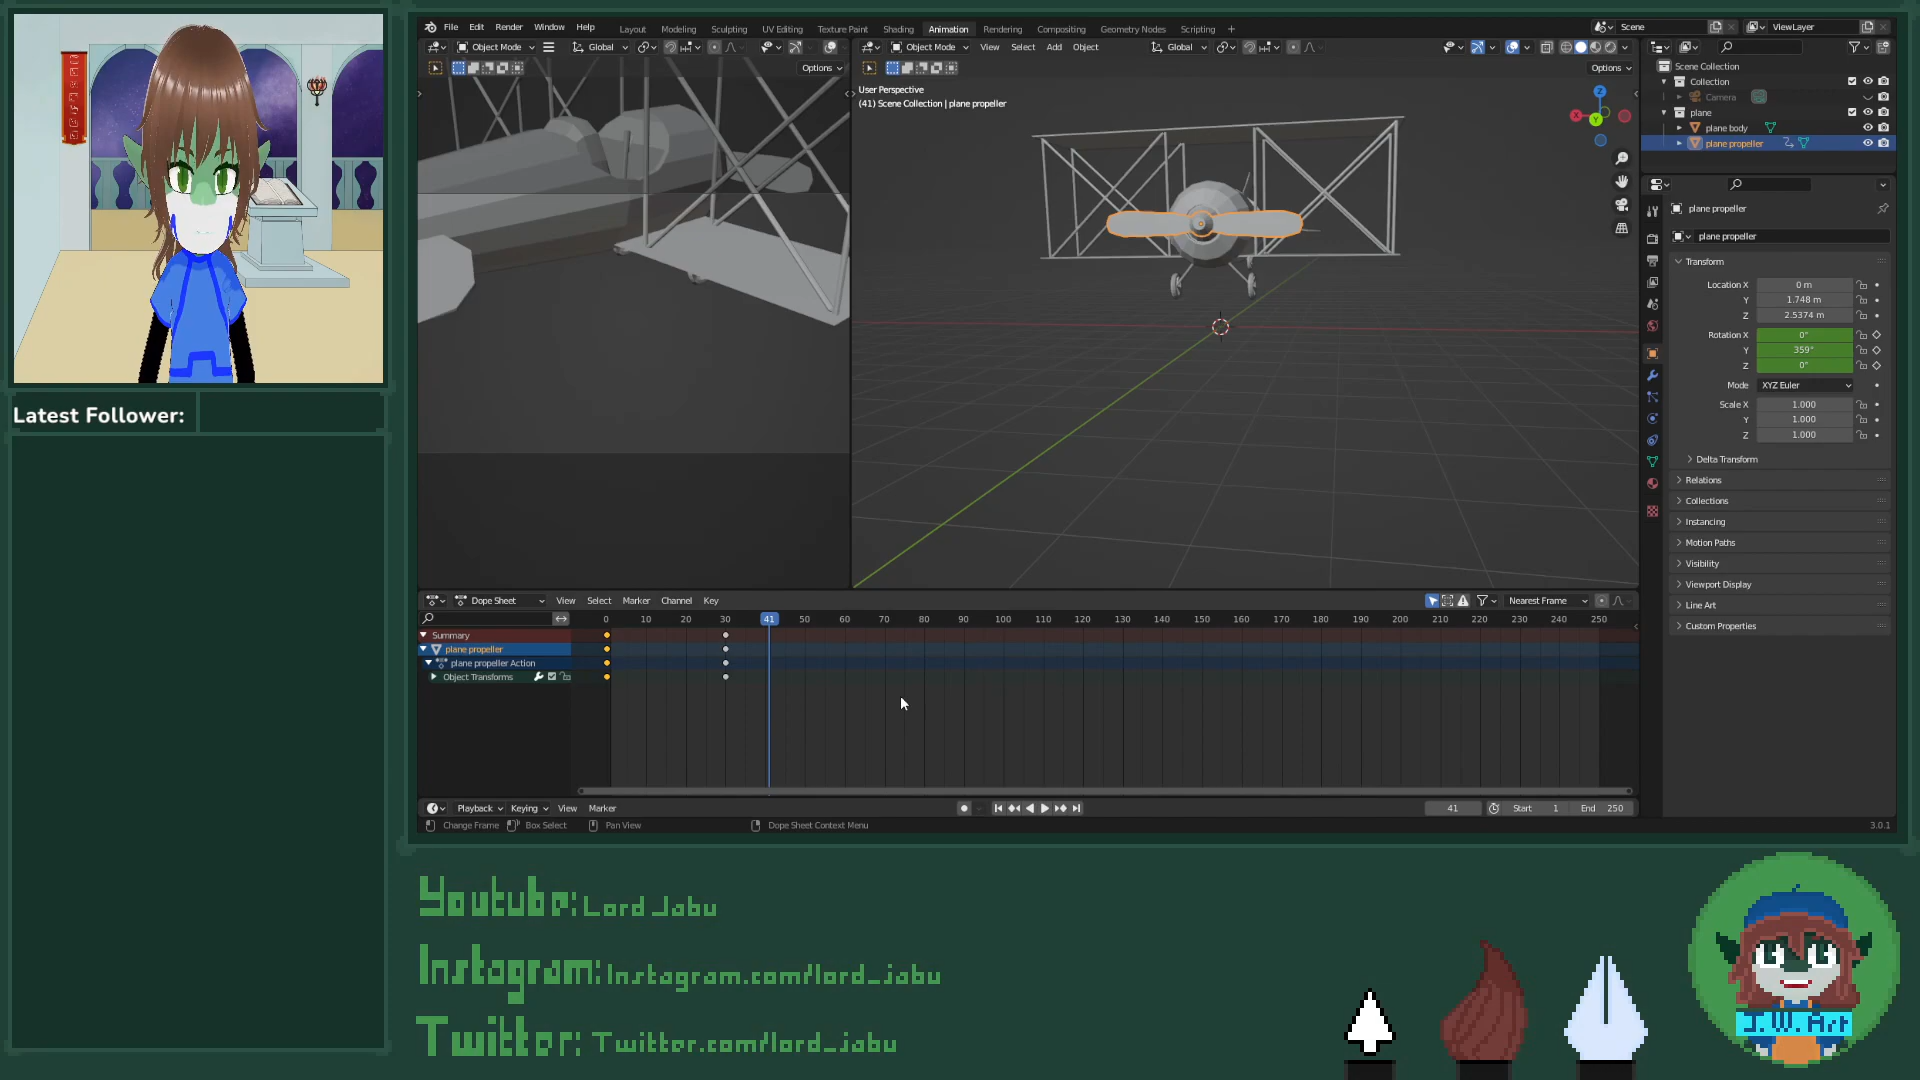 File Edit Render Window Help Layout Modeling Sculpting UV Editing Texture Paint Shading Animation Rendering Compositing Geometry Nodes Scripting + Scene ViewLayer
Object Mode Global
Object Mode View Select Add Object Global
Options
Options
User Perspective
(41) Scene Collection | plane propeller
Z
X
Y
Scene Collection
Collection
Camera
plane
plane body
plane propeller
plane propeller
plane propeller
Transform
Location X 0 m
Y 1.748 m
Z 2.5374 m
Rotation X 0°
Y 359°
Z 0°
Mode XYZ Euler
Scale X 1.000
Y 1.000
Z 1.000
Delta Transform
Relations
Collections
Instancing
Motion Paths
Visibility
Viewport Display
Line Art
Custom Properties
Dope Sheet View Select Marker Channel Key Nearest Frame
0 10 20 30 41 50 60 70 80 90 100 110 120 130 140 150 160 170 180 190 200 210 220 230 240 250
Summary
plane propeller
plane propeller Action
Object Transforms
Playback Keying View Marker 41 Start 1 End 250
Change Frame Box Select Pan View Dope Sheet Context Menu 3.0.1
Latest Follower:
Youtube: Lord Jabu
Instagram: Instagram.com/lord_jabu
Twitter: Twitter.com/lord_jabu
J.W. Art